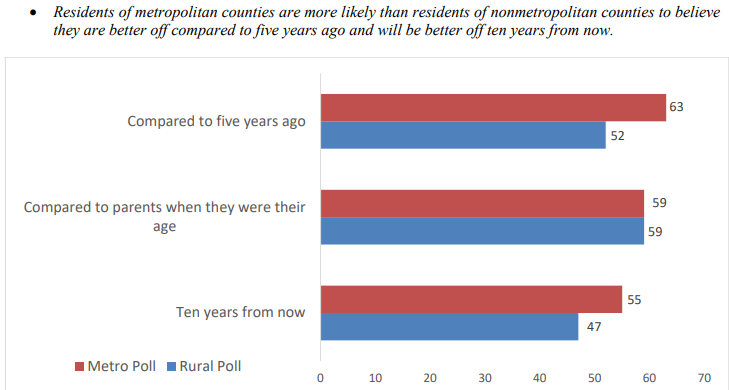 • Residents of metropolitan counties are more likely than residents of nonmetropolitan counties to believe
they are better off compared to five years ago and will be better off ten years from now.
Compared to five years ago
63
52
Compared to parents when they were their
age
59
59
Ten years from now
55
47
Metro Poll Rural Poll
0 10 20 30 40 50 60 70